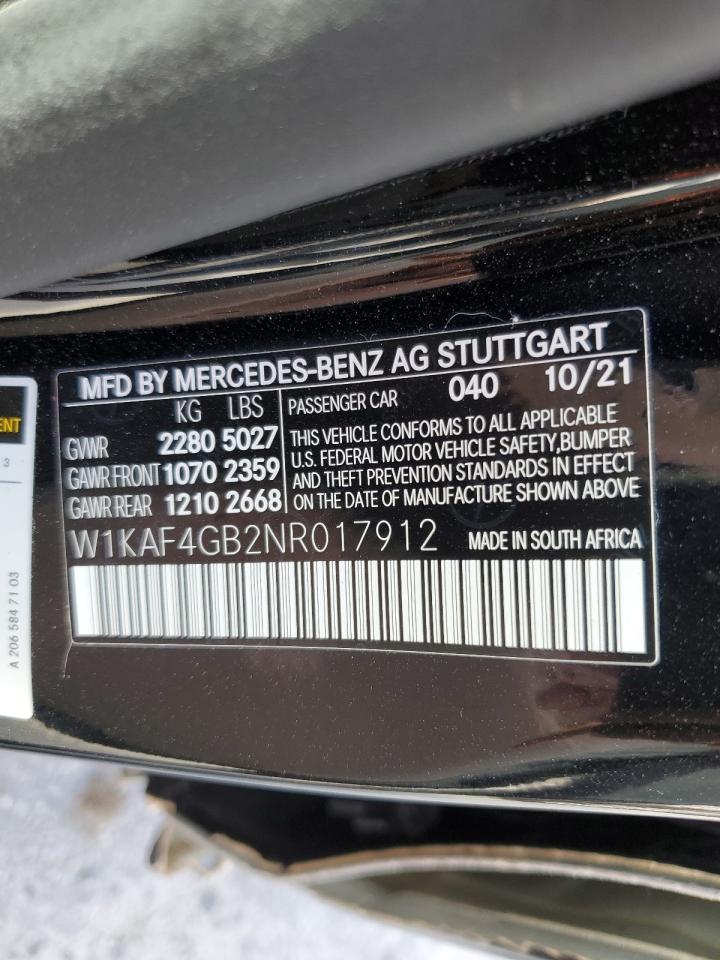 MFD BY MERCEDES-BENZ AG STUTTGART
KG LBS
GVWR 2280 5027
GAWR FRONT 1070 2359
GAWR REAR 1210 2668
PASSENGER CAR 040 10/21
THIS VEHICLE CONFORMS TO ALL APPLICABLE
U.S. FEDERAL MOTOR VEHICLE SAFETY, BUMPER
AND THEFT PREVENTION STANDARDS IN EFFECT
ON THE DATE OF MANUFACTURE SHOWN ABOVE
W1KAF4GB2NR017912 MADE IN SOUTH AFRICA
ENT
3
A 206 584 71 03